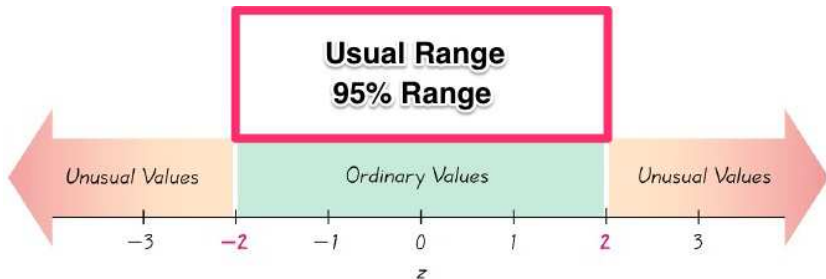 Usual Range
95% Range
Unusual Values Ordinary Values Unusual Values
−3 −2 −1 0 1 2 3
z